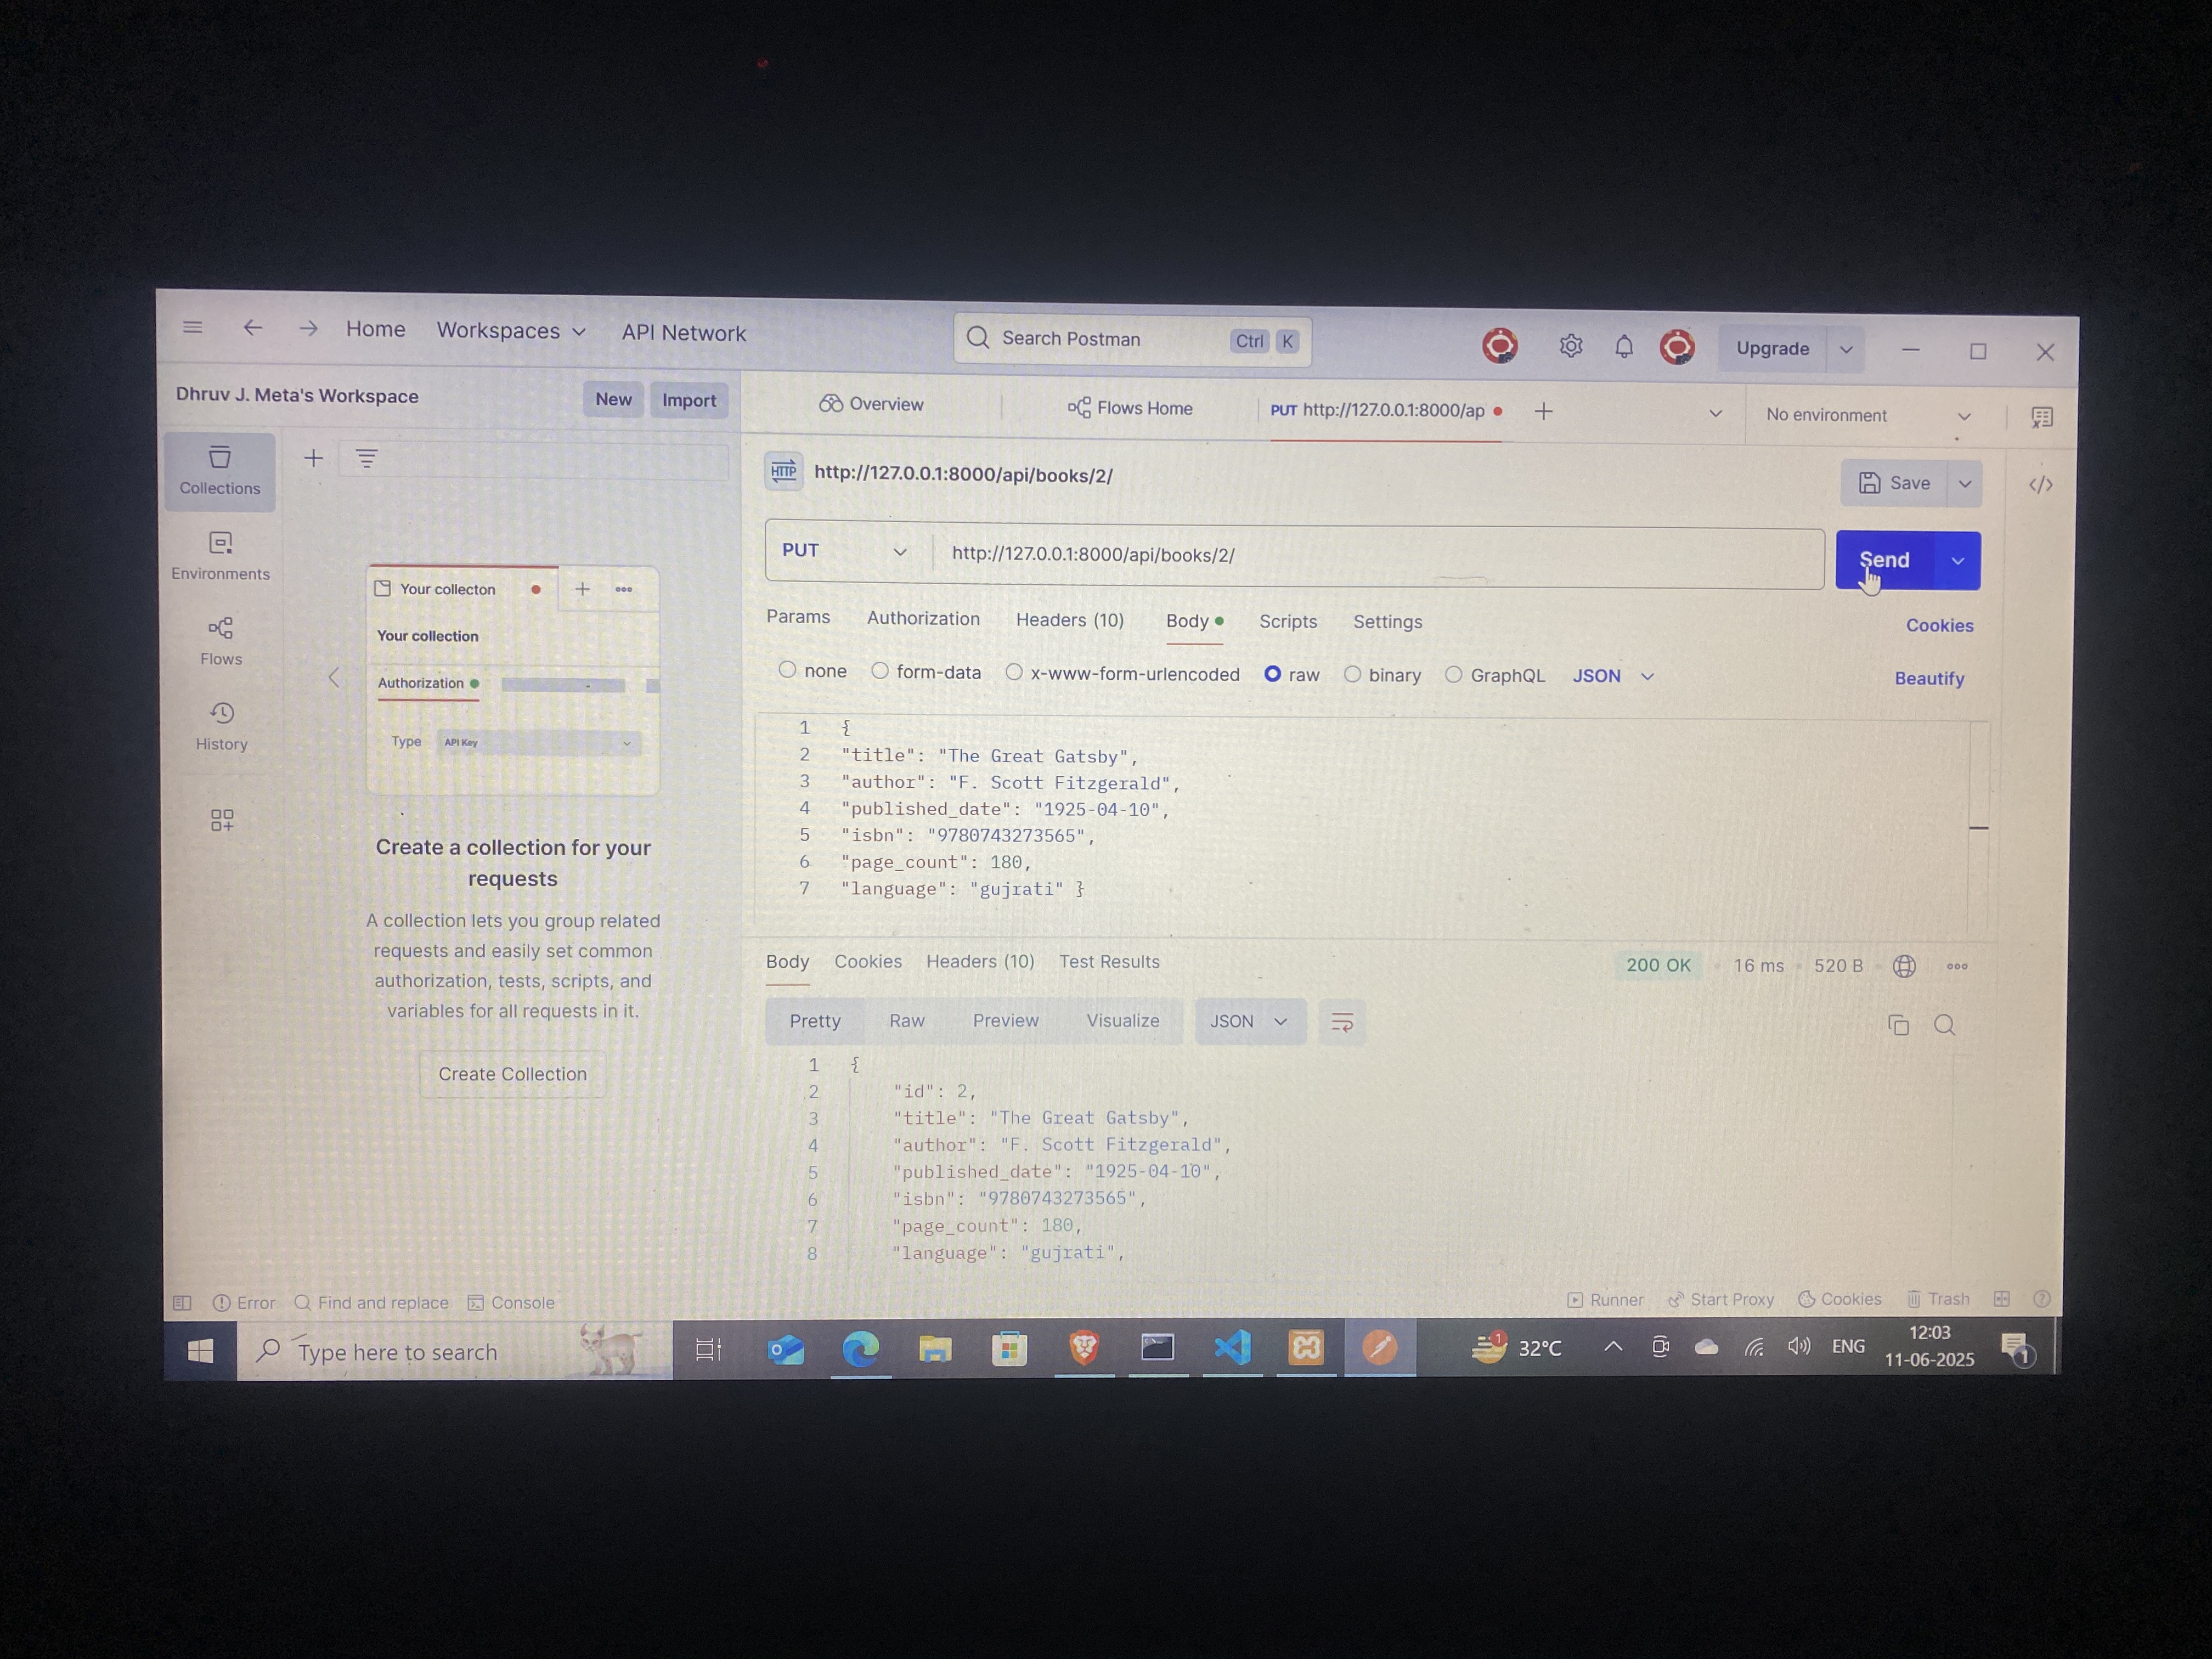 Home Workspaces API Network Search Postman Ctrl K Upgrade
Dhruv J. Meta's Workspace New Import
Overview Flows Home PUT http://127.0.0.1:8000/ap No environment
Collections
Environments
Flows
History
Your collecton
Your collection
Authorization
Type API Key
Create a collection for your
requests
A collection lets you group related
requests and easily set common
authorization, tests, scripts, and
variables for all requests in it.
Create Collection
HTTP http://127.0.0.1:8000/api/books/2/ Save </>
PUT http://127.0.0.1:8000/api/books/2/ Send
Params Authorization Headers (10) Body Scripts Settings Cookies
none form-data x-www-form-urlencoded raw binary GraphQL JSON Beautify
1 {
2 "title": "The Great Gatsby",
3 "author": "F. Scott Fitzgerald",
4 "published_date": "1925-04-10",
5 "isbn": "9780743273565",
6 "page_count": 180,
7 "language": "gujrati" }
Body Cookies Headers (10) Test Results 200 OK 16 ms 520 B
Pretty Raw Preview Visualize JSON
1 {
2 "id": 2,
3 "title": "The Great Gatsby",
4 "author": "F. Scott Fitzgerald",
5 "published_date": "1925-04-10",
6 "isbn": "9780743273565",
7 "page_count": 180,
8 "language": "gujrati",
Error Find and replace Console Runner Start Proxy Cookies Trash
Type here to search 1 32°C ENG 12:03
11-06-2025 1